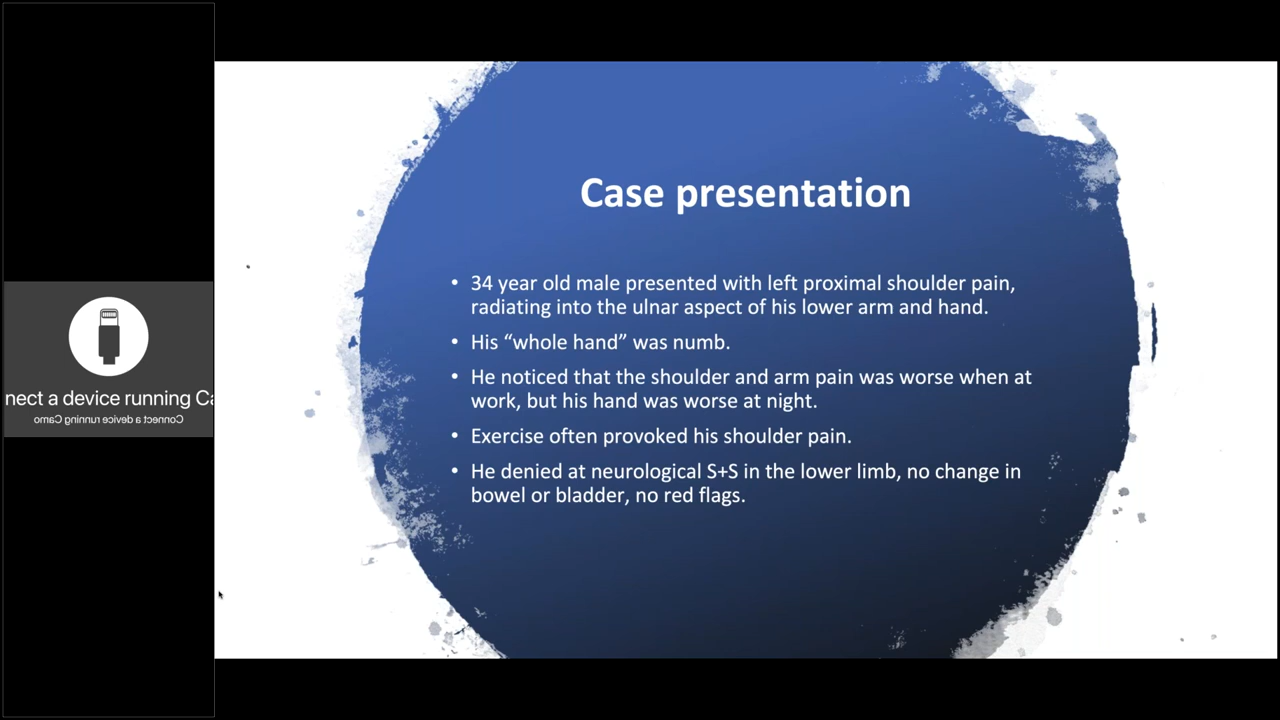 nect a device running Ca
Connect a device running Camo
Case presentation
• 34 year old male presented with left proximal shoulder pain,
radiating into the ulnar aspect of his lower arm and hand.
• His “whole hand” was numb.
• He noticed that the shoulder and arm pain was worse when at
work, but his hand was worse at night.
• Exercise often provoked his shoulder pain.
• He denied at neurological S+S in the lower limb, no change in
bowel or bladder, no red flags.